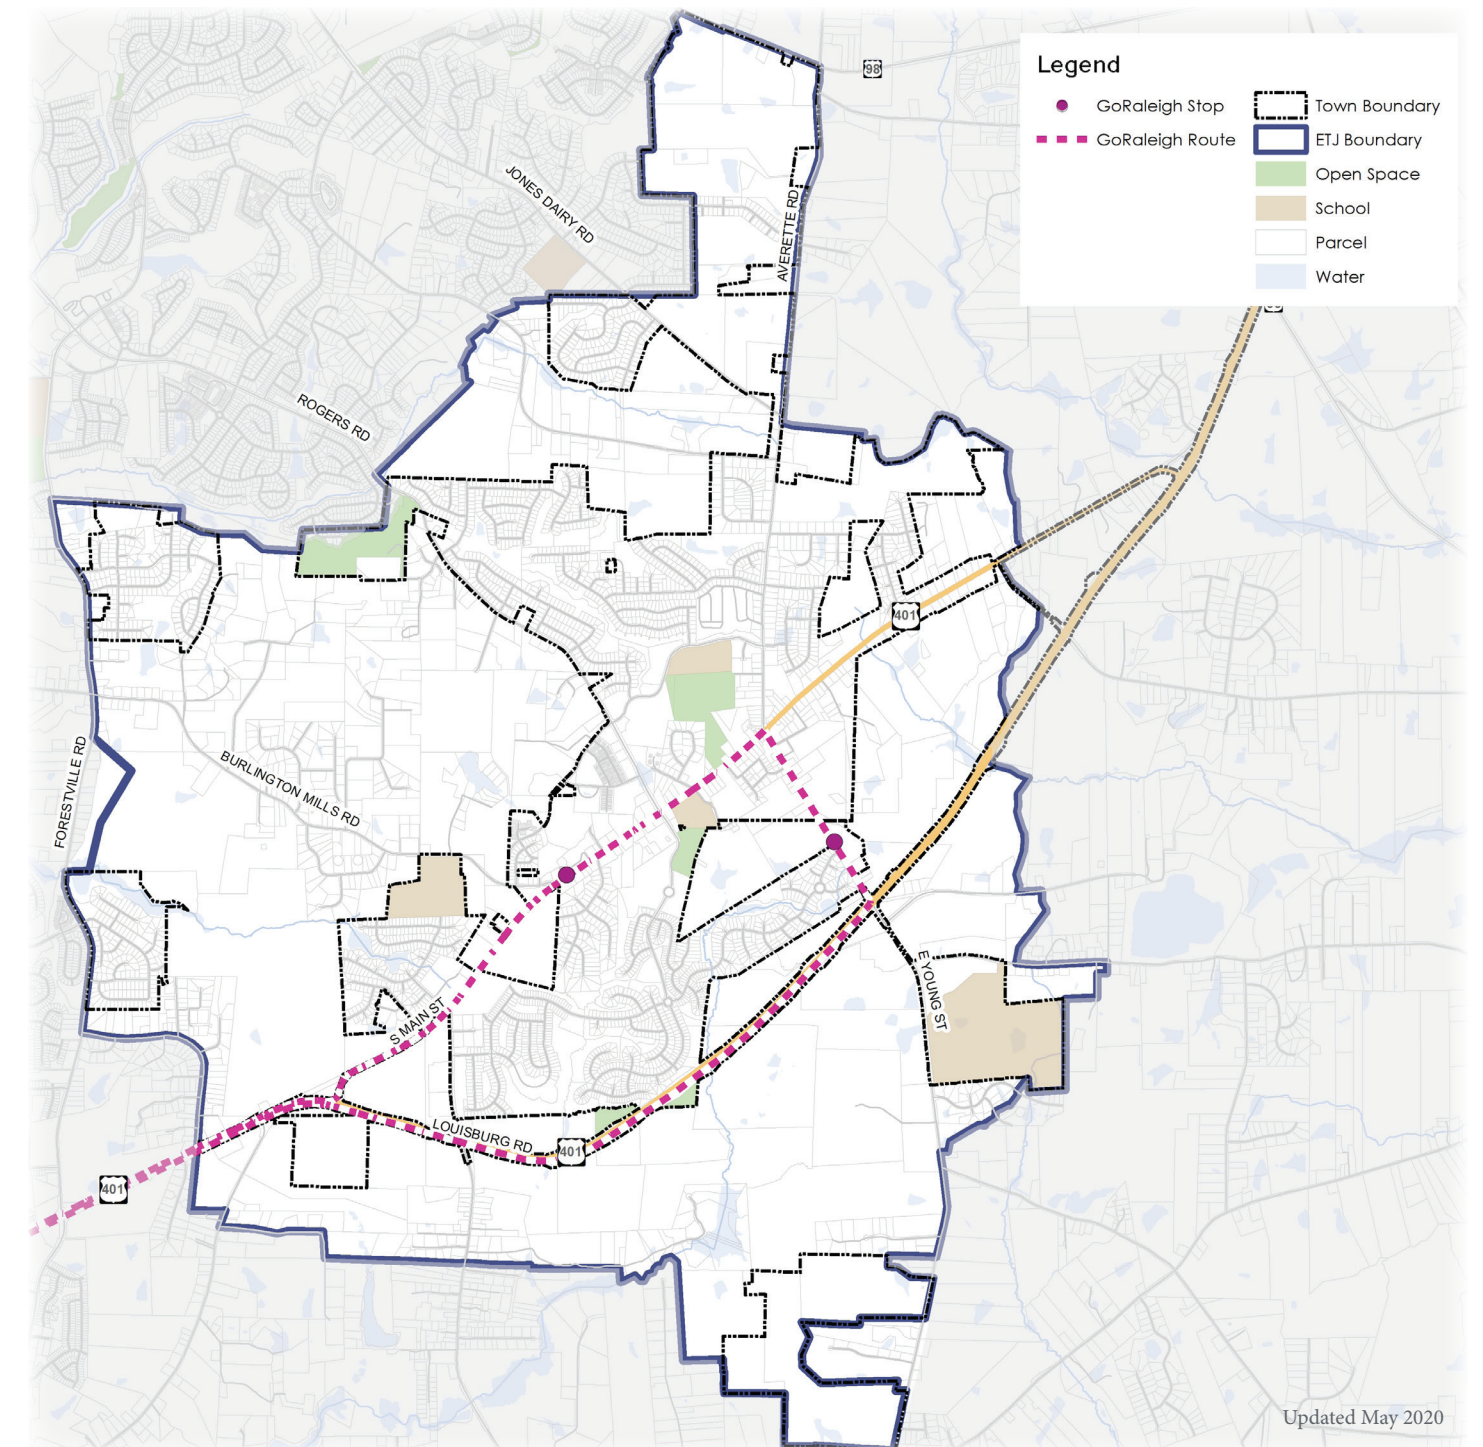 Legend
GoRaleigh Stop
GoRaleigh Route
Town Boundary
ETJ Boundary
Open Space
School
Parcel
Water
98
JONES DAIRY RD
AVERETTE RD
ROGERS RD
401
FORESTVILLE RD
BURLINGTON MILLS RD
E YOUNG ST
S MAIN ST
LOUISBURG RD
401
401
Updated May 2020